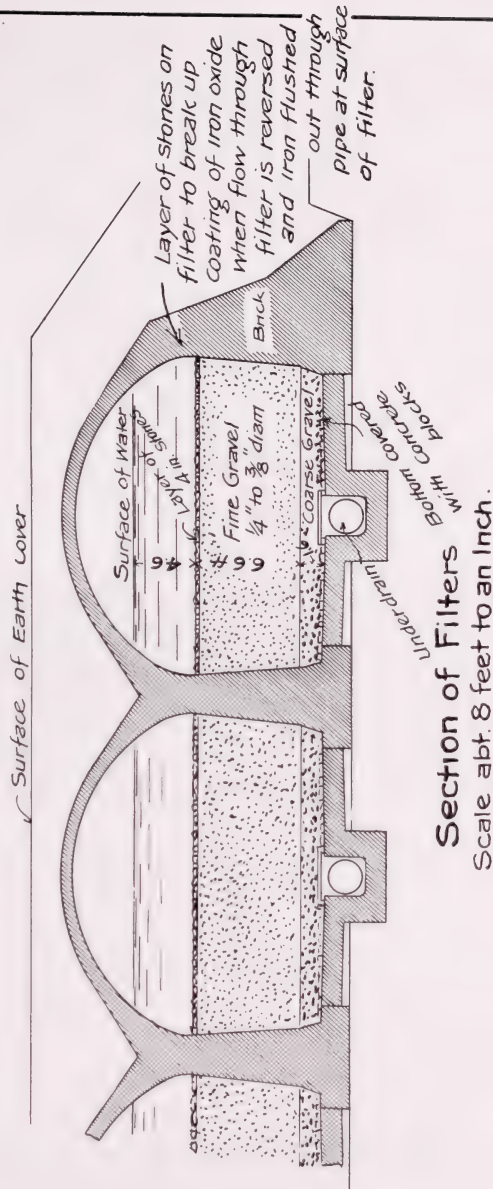 Surface of Earth Cover
Layer of Stones on
filter to break up
coating of iron oxide
when flow through
filter is reversed
and iron flushed
out through
pipe at surface
of filter.
Surface of Water
Layer of
4 in. Stones
Fine Gravel
1/4" to 3/8" diam
Coarse Gravel
Brick
Underdrain
Bottom covered
with concrete
blocks
Section of Filters
Scale abt. 8 feet to an Inch.